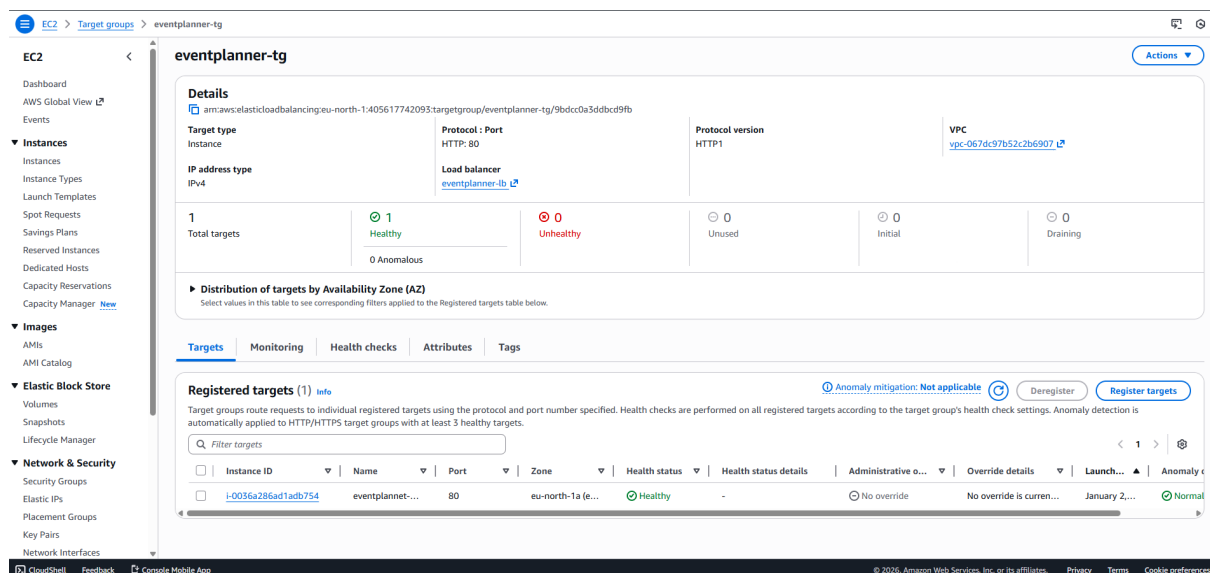 EC2 > Target groups > eventplanner-tg
EC2
Dashboard
AWS Global View
Events
Instances
Instances
Instance Types
Launch Templates
Spot Requests
Savings Plans
Reserved Instances
Dedicated Hosts
Capacity Reservations
Capacity Manager New
Images
AMIs
AMI Catalog
Elastic Block Store
Volumes
Snapshots
Lifecycle Manager
Network & Security
Security Groups
Elastic IPs
Placement Groups
Key Pairs
Network Interfaces
eventplanner-tg
Actions
Details
arn:aws:elasticloadbalancing:eu-north-1:405617742093:targetgroup/eventplanner-tg/9bdcc0a3ddbcd9fb
Target type
Instance
Protocol : Port
HTTP: 80
Protocol version
HTTP1
VPC
vpc-067dc97b52c2b6907
IP address type
IPv4
Load balancer
eventplanner-lb
1
Total targets
1
Healthy
0 Anomalous
0
Unhealthy
0
Unused
0
Initial
0
Draining
Distribution of targets by Availability Zone (AZ)
Select values in this table to see corresponding filters applied to the Registered targets table below.
Targets Monitoring Health checks Attributes Tags
Registered targets (1) Info
Anomaly mitigation: Not applicable
Deregister
Register targets
Target groups route requests to individual registered targets using the protocol and port number specified. Health checks are performed on all registered targets according to the target group's health check settings. Anomaly detection is
automatically applied to HTTP/HTTPS target groups with at least 3 healthy targets.
Filter targets
1
Instance ID Name Port Zone Health status Health status details Administrative o... Override details Launch... Anomaly d
i-0036a286ad1adb754 eventplannet-... 80 eu-north-1a (e... Healthy - No override No override is curren... January 2,... Normal
CloudShell Feedback Console Mobile App © 2026, Amazon Web Services, Inc. or its affiliates. Privacy Terms Cookie preferences